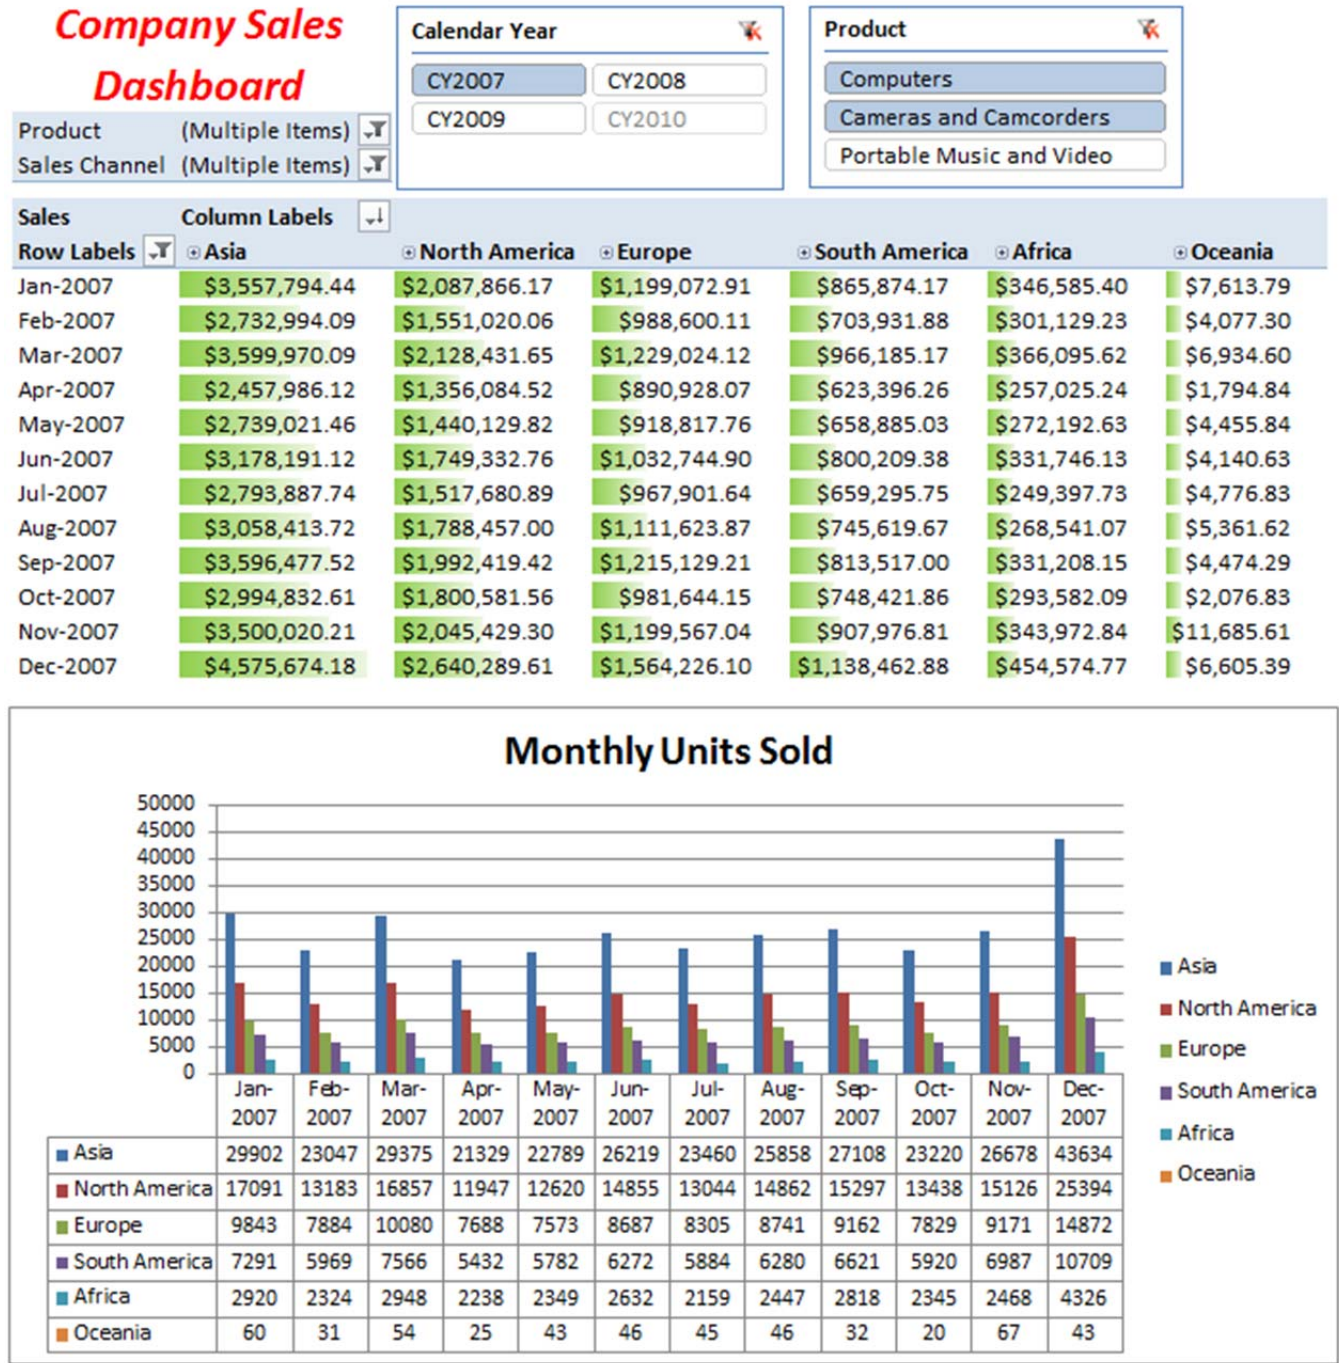 Company Sales
Dashboard
Calendar Year
CY2007 CY2008
CY2009 CY2010
Product
Computers
Cameras and Camcorders
Portable Music and Video
Product (Multiple Items)
Sales Channel (Multiple Items)
Sales Column Labels
Row Labels Asia North America Europe South America Africa Oceania
Jan-2007 $3,557,794.44 $2,087,866.17 $1,199,072.91 $865,874.17 $346,585.40 $7,613.79
Feb-2007 $2,732,994.09 $1,551,020.06 $988,600.11 $703,931.88 $301,129.23 $4,077.30
Mar-2007 $3,599,970.09 $2,128,431.65 $1,229,024.12 $966,185.17 $366,095.62 $6,934.60
Apr-2007 $2,457,986.12 $1,356,084.52 $890,928.07 $623,396.26 $257,025.24 $1,794.84
May-2007 $2,739,021.46 $1,440,129.82 $918,817.76 $658,885.03 $272,192.63 $4,455.84
Jun-2007 $3,178,191.12 $1,749,332.76 $1,032,744.90 $800,209.38 $331,746.13 $4,140.63
Jul-2007 $2,793,887.74 $1,517,680.89 $967,901.64 $659,295.75 $249,397.73 $4,776.83
Aug-2007 $3,058,413.72 $1,788,457.00 $1,111,623.87 $745,619.67 $268,541.07 $5,361.62
Sep-2007 $3,596,477.52 $1,992,419.42 $1,215,129.21 $813,517.00 $331,208.15 $4,474.29
Oct-2007 $2,994,832.61 $1,800,581.56 $981,644.15 $748,421.86 $293,582.09 $2,076.83
Nov-2007 $3,500,020.21 $2,045,429.30 $1,199,567.04 $907,976.81 $343,972.84 $11,685.61
Dec-2007 $4,575,674.18 $2,640,289.61 $1,564,226.10 $1,138,462.88 $454,574.77 $6,605.39
Monthly Units Sold
50000
45000
40000
35000
30000
25000
20000
15000
10000
5000
0
Jan- Feb- Mar- Apr- May- Jun- Jul- Aug- Sep- Oct- Nov- Dec-
2007 2007 2007 2007 2007 2007 2007 2007 2007 2007 2007 2007
Asia 29902 23047 29375 21329 22789 26219 23460 25858 27108 23220 26678 43634
North America 17091 13183 16857 11947 12620 14855 13044 14862 15297 13438 15126 25394
Europe 9843 7884 10080 7688 7573 8687 8305 8741 9162 7829 9171 14872
South America 7291 5969 7566 5432 5782 6272 5884 6280 6621 5920 6987 10709
Africa 2920 2324 2948 2238 2349 2632 2159 2447 2818 2345 2468 4326
Oceania 60 31 54 25 43 46 45 46 32 20 67 43
Asia
North America
Europe
South America
Africa
Oceania